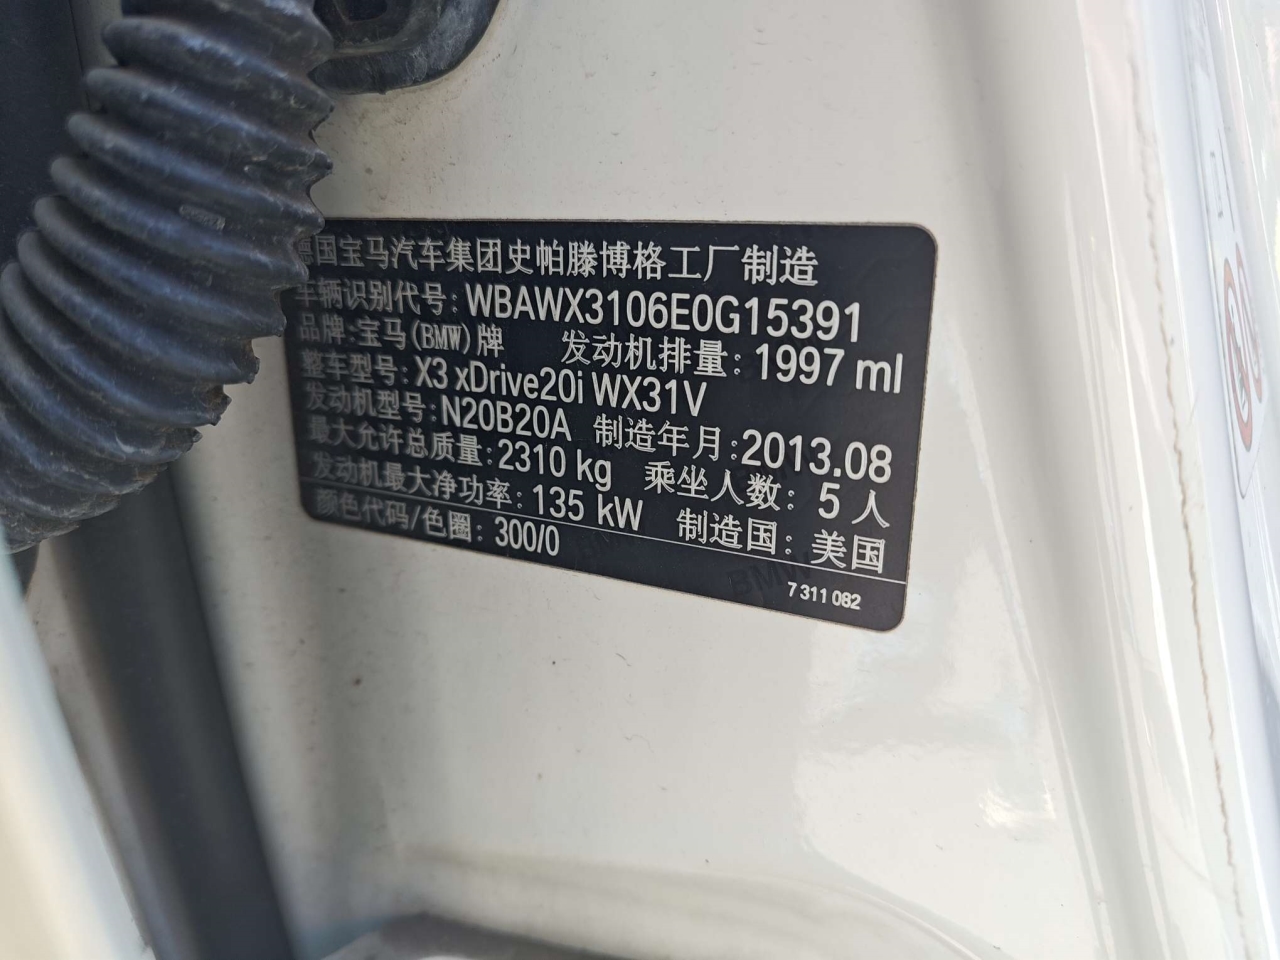 德国宝马汽车集团史帕滕博格工厂制造
车辆识别代号: WBAWX3106E0G15391
品牌: 宝马(BMW)牌 发动机排量: 1997 ml
整车型号: X3 xDrive20i WX31V
发动机型号: N20B20A 制造年月: 2013.08
最大允许总质量: 2310 kg 乘坐人数: 5人
发动机最大净功率: 135 kW 制造国: 美国
颜色代码/色圈: 300/0
7 311 082
BMW